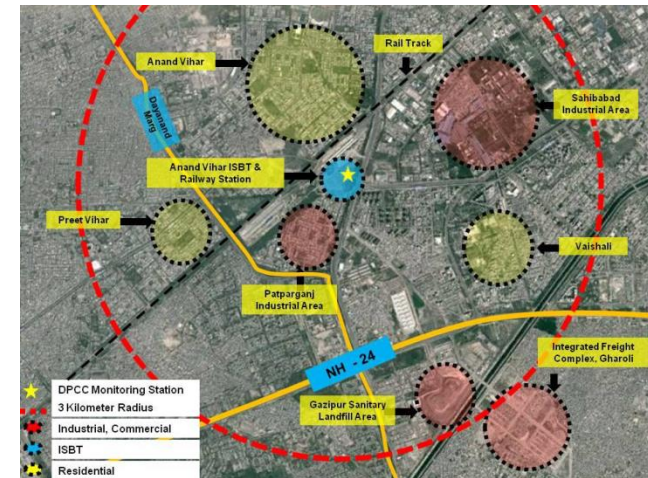 Anand Vihar
Rail Track
Dayanand
Marg
Sahibabad
Industrial Area
Anand Vihar ISBT &
Railway Station
Preet Vihar
Vaishali
Patparganj
Industrial Area
Integrated Freight
Complex, Gharoli
NH - 24
DPCC Monitoring Station
3 Kilometer Radius
Gazipur Sanitary
Landfill Area
Industrial, Commercial
ISBT
Residential